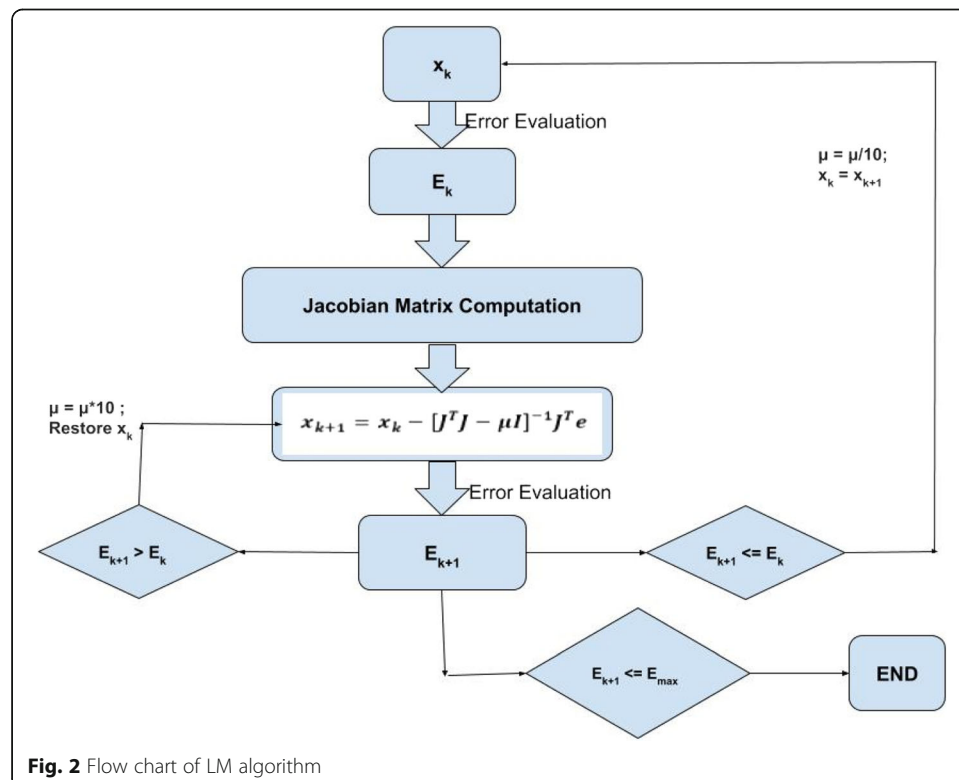 x_k
Error Evaluation
E_k
μ = μ/10;
x_k = x_{k+1}
Jacobian Matrix Computation
μ = μ*10 ;
Restore x_k
x_{k+1} = x_k - [J^T J - μI]^{-1} J^T e
Error Evaluation
E_{k+1} > E_k
E_{k+1}
E_{k+1} <= E_k
E_{k+1} <= E_{max}
END
Fig. 2 Flow chart of LM algorithm